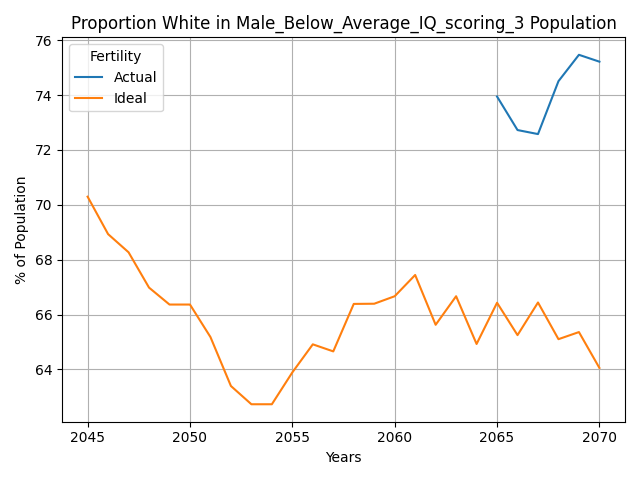 Proportion White in Male_Below_Average_IQ_scoring_3 Population
Fertility
Actual
Ideal
% of Population
76
74
72
70
68
66
64
2045 2050 2055 2060 2065 2070
Years